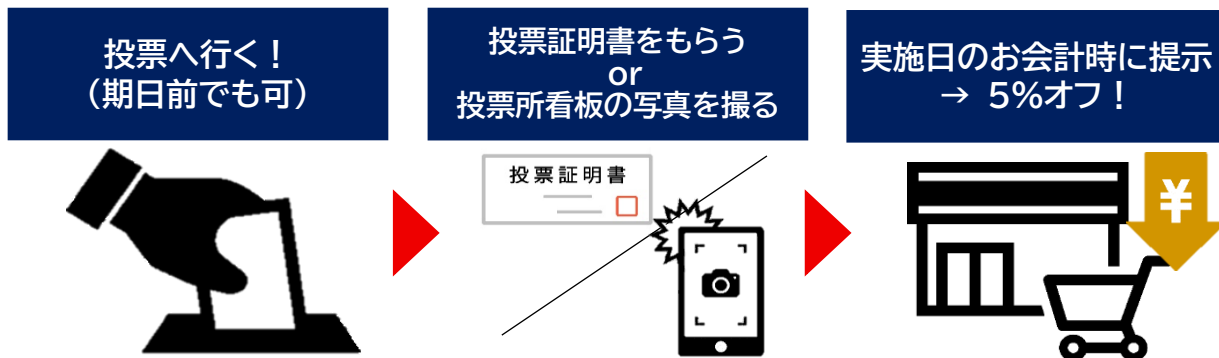 投票へ行く！
（期日前でも可）
投票証明書をもらう
or
投票所看板の写真を撮る
実施日のお会計時に提示
→ 5%オフ！
投票証明書
¥